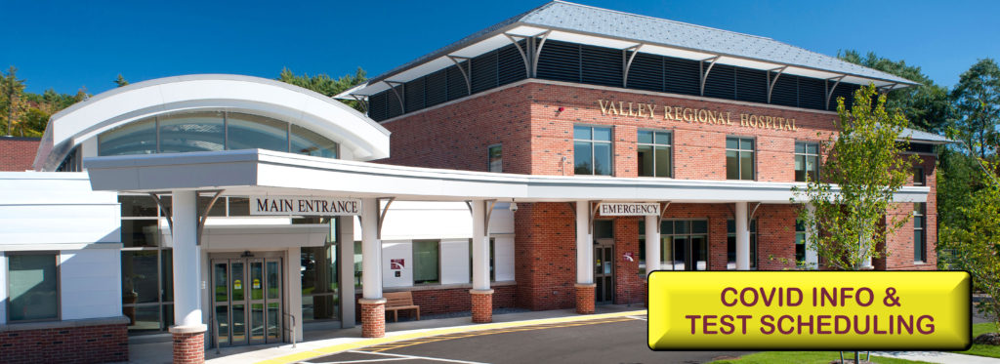 VALLEY REGIONAL HOSPITAL
MAIN ENTRANCE
EMERGENCY
COVID INFO &
TEST SCHEDULING